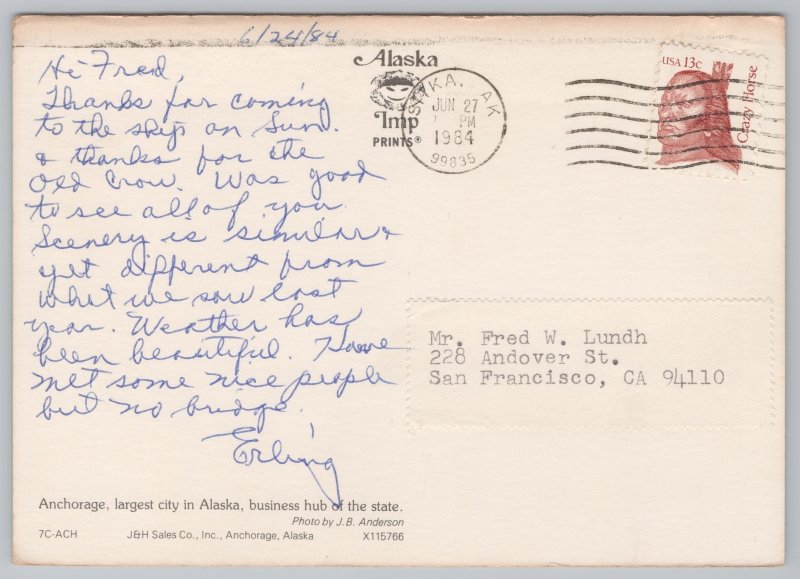 6/24/84
Hi Fred,
Thanks for coming
to the ship on Sun.
& thanks for the
Old Crow. Was good
to see all of you.
Scenery is similar &
yet different from
what we saw last
year. Weather has
been beautiful. Have
met some nice people
but no bridge.
Erling
Alaska
Imp
PRINTS®
SITKA, AK
JUN 27
PM
1984
99835
USA 13c
Crazy Horse
Mr. Fred W. Lundh
228 Andover St.
San Francisco, CA 94110
Anchorage, largest city in Alaska, business hub of the state.
Photo by J.B. Anderson
7C-ACH J&H Sales Co., Inc., Anchorage, Alaska X115766